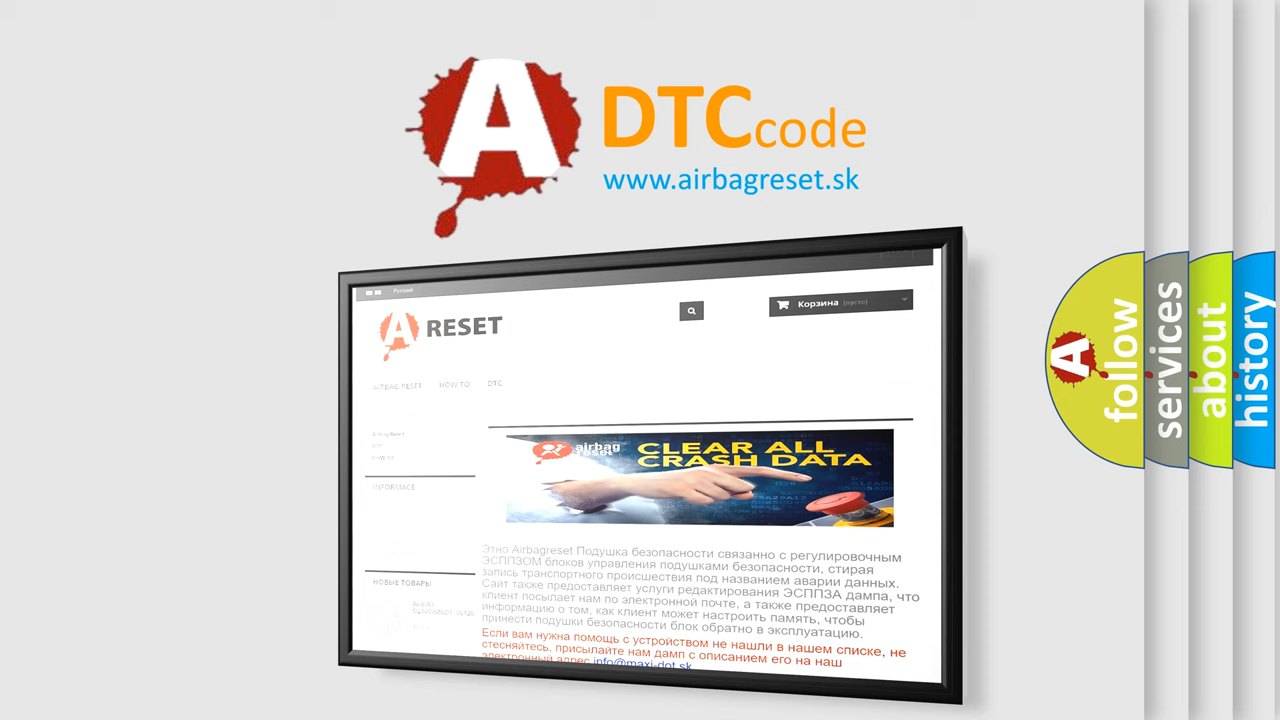 A
DTCcode
www.airbagreset.sk
Русский
A RESET
Корзина (пусто)
AIRBAG RESET HOW TO DTC
INFORMACE
НОВЫЕ ТОВАРЫ
airbag
reset
CLEAR ALL
CRASH DATA
Этно Airbagreset Подушка безопасности связанно с регулировочным
ЭСППЗОМ блоков управления подушками безопасности, стирая
запись транспортного происшествия под названием аварии данных.
Сайт также предоставляет услуги редактирования ЭСППЗА дампа, что
клиент посылает нам по электронной почте, а также предоставляет
информацию о том, как клиент может настроить память, чтобы
принести подушки безопасности блок обратно в эксплуатацию.
Если вам нужна помощь с устройством не нашли в нашем списке, не
стесняйтесь, присылайте нам дамп с описанием его на наш
электронный адрес info@maxi-dot.sk
A
follow
services
about
history